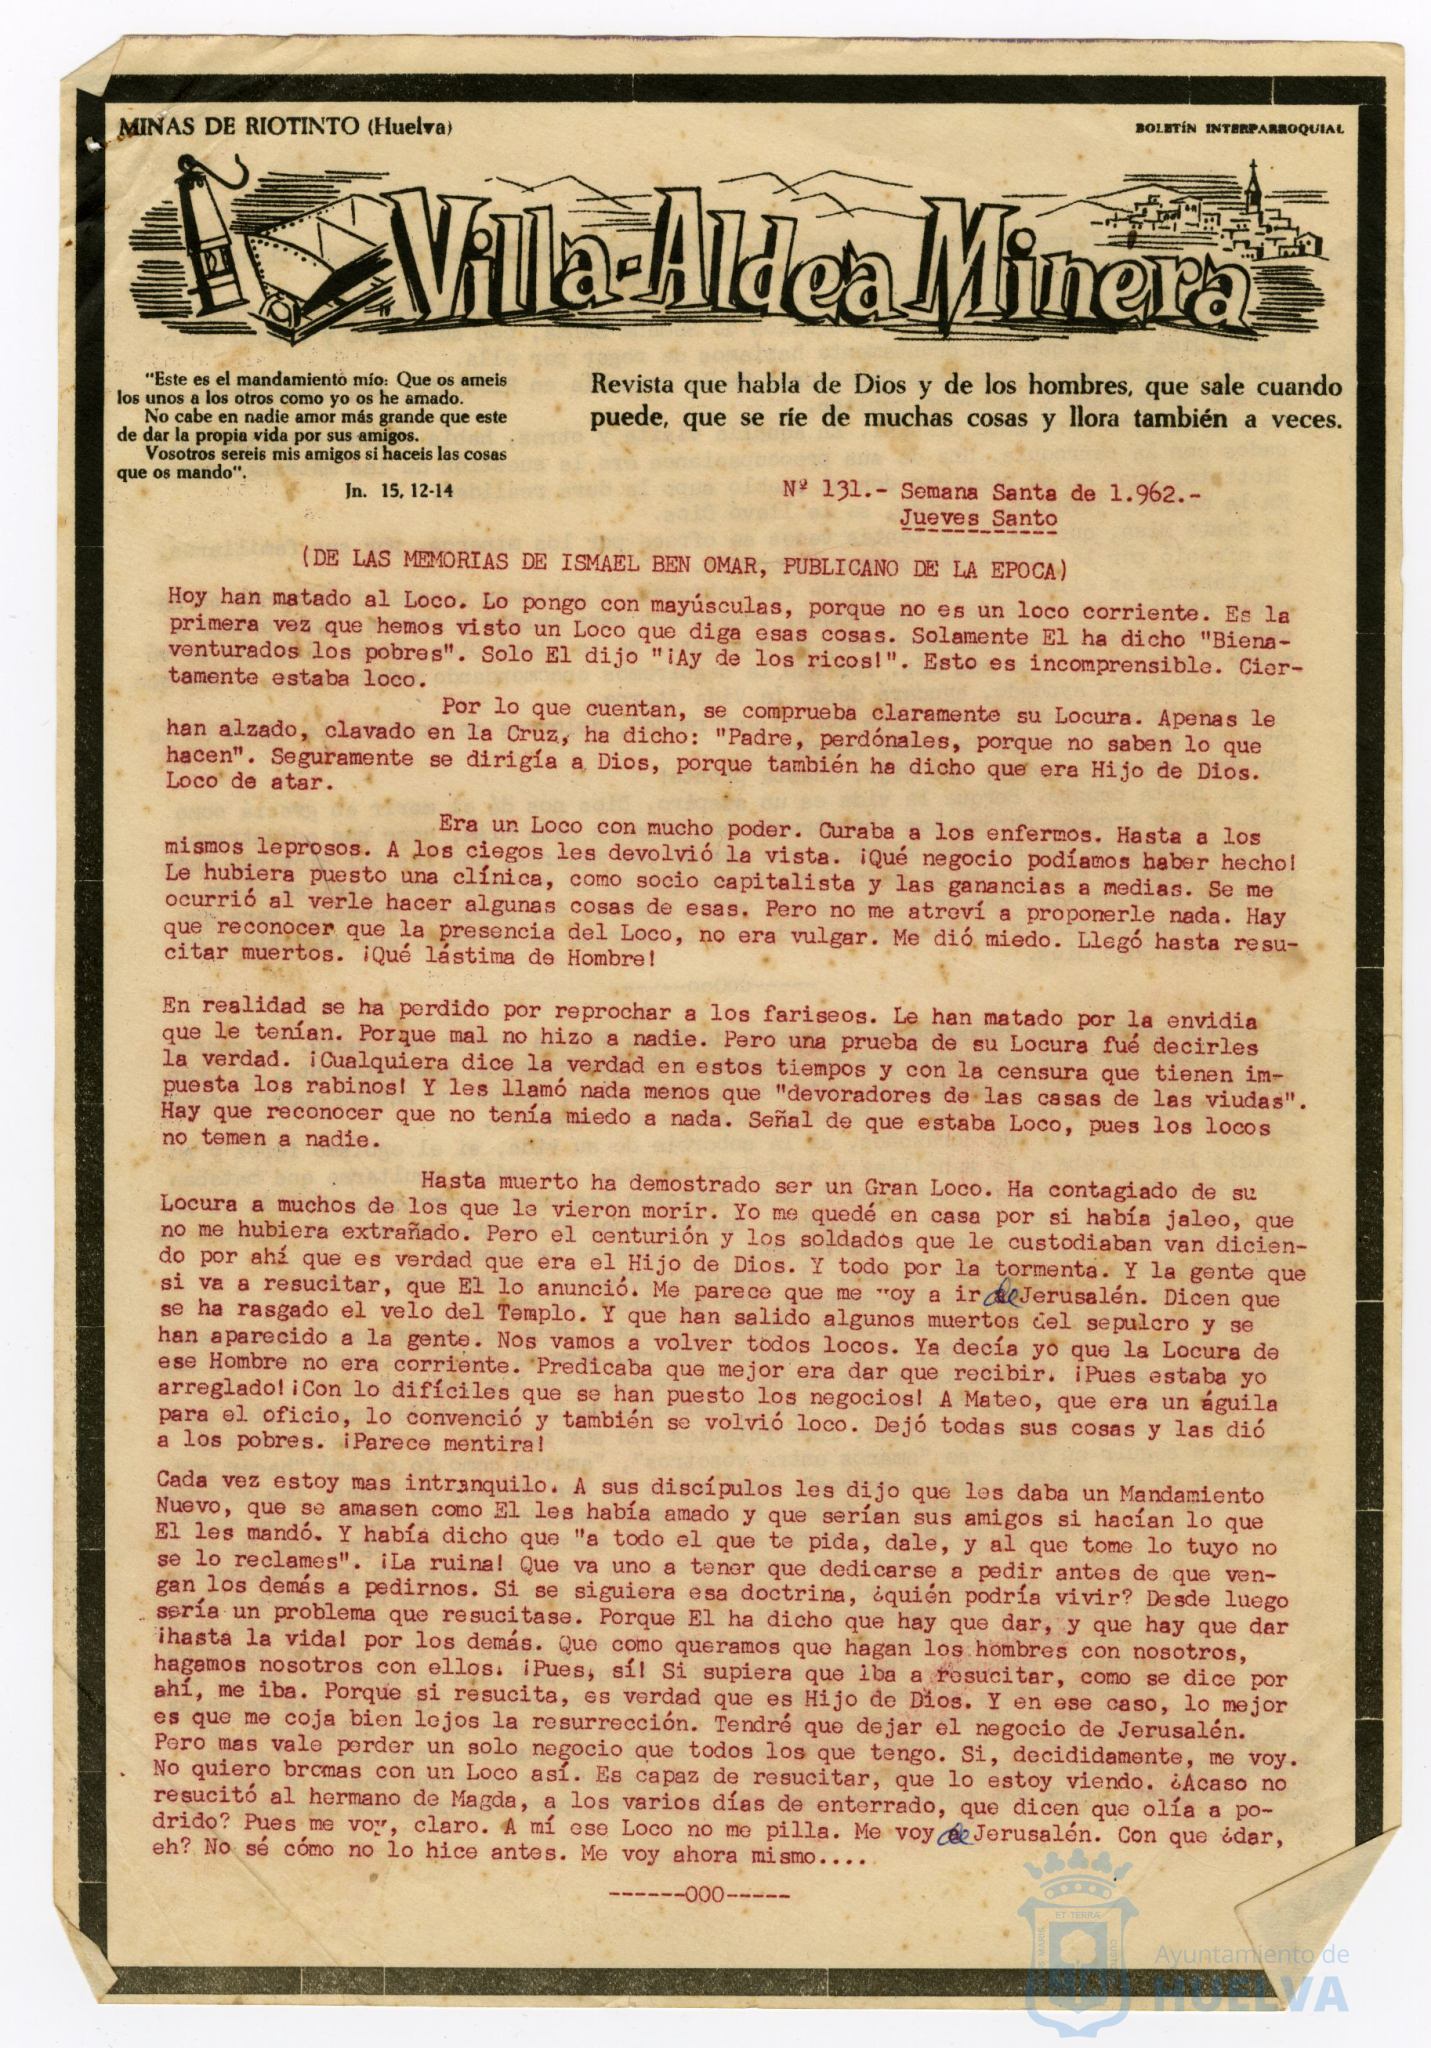 MINAS DE RIOTINTO (Huelva)
BOLETÍN INTERPARROQUIAL
Villa-Aldea Minera
"Este es el mandamiento mío: Que os ameis
los unos a los otros como yo os he amado.
No cabe en nadie amor más grande que este
de dar la propia vida por sus amigos.
Vosotros sereis mis amigos si haceis las cosas
que os mando".
Jn. 15, 12-14
Revista que habla de Dios y de los hombres, que sale cuando
puede, que se ríe de muchas cosas y llora también a veces.
Nº 131.- Semana Santa de 1.962.-
Jueves Santo
(DE LAS MEMORIAS DE ISMAEL BEN OMAR, PUBLICANO DE LA EPOCA)
Hoy han matado al Loco. Lo pongo con mayúsculas, porque no es un loco corriente. Es la
primera vez que hemos visto un Loco que diga esas cosas. Solamente El ha dicho "Biena-
venturados los pobres". Solo El dijo "¡Ay de los ricos!". Esto es incomprensible. Cier-
tamente estaba loco.
Por lo que cuentan, se comprueba claramente su Locura. Apenas le
han alzado, clavado en la Cruz, ha dicho: "Padre, perdónales, porque no saben lo que
hacen". Seguramente se dirigía a Dios, porque también ha dicho que era Hijo de Dios.
Loco de atar.
Era un Loco con mucho poder. Curaba a los enfermos. Hasta a los
mismos leprosos. A los ciegos les devolvió la vista. ¡Qué negocio podíamos haber hecho!
Le hubiera puesto una clínica, como socio capitalista y las ganancias a medias. Se me
ocurrió al verle hacer algunas cosas de esas. Pero no me atreví a proponerle nada. Hay
que reconocer que la presencia del Loco, no era vulgar. Me dió miedo. Llegó hasta resu-
citar muertos. ¡Qué lástima de Hombre!
En realidad se ha perdido por reprochar a los fariseos. Le han matado por la envidia
que le tenían. Porque mal no hizo a nadie. Pero una prueba de su Locura fué decirles
la verdad. ¡Cualquiera dice la verdad en estos tiempos y con la censura que tienen im-
puesta los rabinos! Y les llamó nada menos que "devoradores de las casas de las viudas".
Hay que reconocer que no tenía miedo a nada. Señal de que estaba Loco, pues los locos
no temen a nadie.
Hasta muerto ha demostrado ser un Gran Loco. Ha contagiado de su
Locura a muchos de los que le vieron morir. Yo me quedé en casa por si había jaleo, que
no me hubiera extrañado. Pero el centurión y los soldados que le custodiaban van dicien-
do por ahí que es verdad que era el Hijo de Dios. Y todo por la tormenta. Y la gente que
si va a resucitar, que El lo anunció. Me parece que me voy a ir de Jerusalén. Dicen que
se ha rasgado el velo del Templo. Y que han salido algunos muertos del sepulcro y se
han aparecido a la gente. Nos vamos a volver todos locos. Ya decía yo que la Locura de
ese Hombre no era corriente. Predicaba que mejor era dar que recibir. ¡Pues estaba yo
arreglado! ¡Con lo difíciles que se han puesto los negocios! A Mateo, que era un águila
para el oficio, lo convenció y también se volvió loco. Dejó todas sus cosas y las dió
a los pobres. ¡Parece mentira!
Cada vez estoy mas intranquilo. A sus discípulos les dijo que les daba un Mandamiento
Nuevo, que se amasen como El les había amado y que serían sus amigos si hacían lo que
El les mandó. Y había dicho que "a todo el que te pida, dale, y al que tome lo tuyo no
se lo reclames". ¡La ruina! Que va uno a tener que dedicarse a pedir antes de que ven-
gan los demás a pedirnos. Si se siguiera esa doctrina, ¿quién podría vivir? Desde luego
sería un problema que resucitase. Porque El ha dicho que hay que dar, y que hay que dar
¡hasta la vida! por los demás. Que como queramos que hagan los hombres con nosotros,
hagamos nosotros con ellos. ¡Pues, sí! Si supiera que iba a resucitar, como se dice por
ahí, me iba. Porque si resucita, es verdad que es Hijo de Dios. Y en ese caso, lo mejor
es que me coja bien lejos la resurrección. Tendré que dejar el negocio de Jerusalén.
Pero mas vale perder un solo negocio que todos los que tengo. Si, decididamente, me voy.
No quiero bromas con un Loco así. Es capaz de resucitar, que lo estoy viendo. ¿Acaso no
resucitó al hermano de Magda, a los varios días de enterrado, que dicen que olía a po-
drido? Pues me voy, claro. A mí ese Loco no me pilla. Me voy de Jerusalén. Con que ¿dar,
eh? No sé cómo no lo hice antes. Me voy ahora mismo....
------000-----
ET TERRÆ
MARIS
CUSTOS
Ayuntamiento de
HUELVA